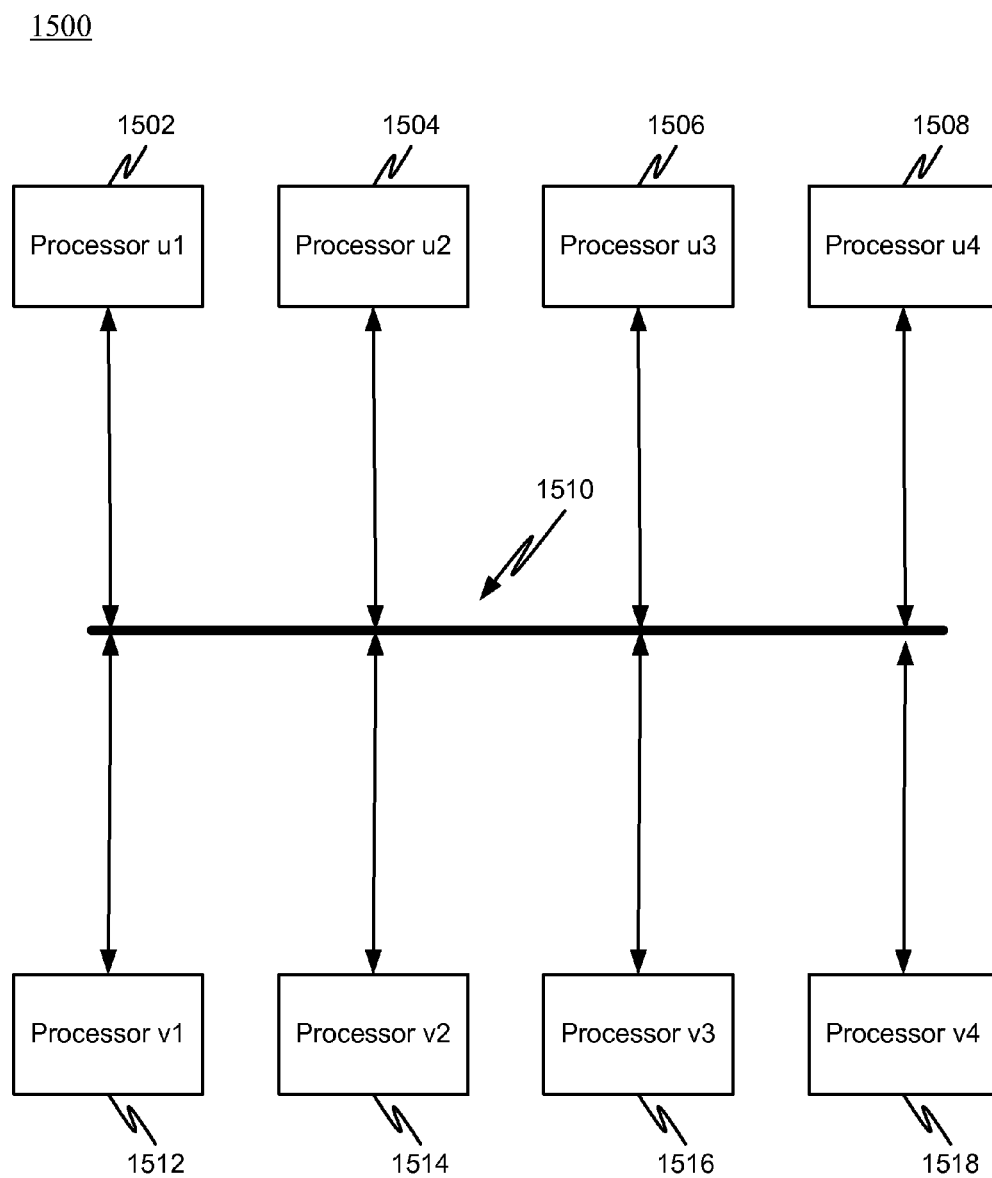 1500
1502 1504 1506 1508
Processor u1 Processor u2 Processor u3 Processor u4
1510
Processor v1 Processor v2 Processor v3 Processor v4
1512 1514 1516 1518